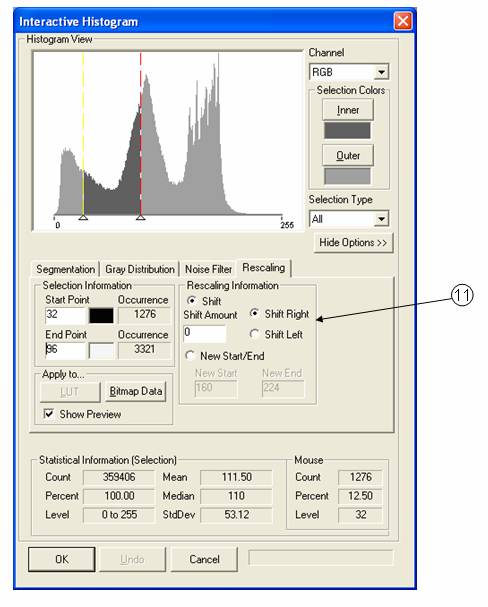 Interactive Histogram
Histogram View
Channel
RGB
Selection Colors
Inner
Outer
Selection Type
All
0 255
Hide Options >>
Segmentation Gray Distribution Noise Filter Rescaling
Selection Information
Start Point Occurrence
32 1276
End Point Occurrence
96 3321
Apply to...
LUT Bitmap Data
Show Preview
Rescaling Information
Shift
Shift Amount Shift Right
0 Shift Left
New Start/End
New Start New End
160 224
11
Statistical Information (Selection)
Count 359406 Mean 111.50
Percent 100.00 Median 110
Level 0 to 255 StdDev 53.12
Mouse
Count 1276
Percent 12.50
Level 32
OK Undo Cancel